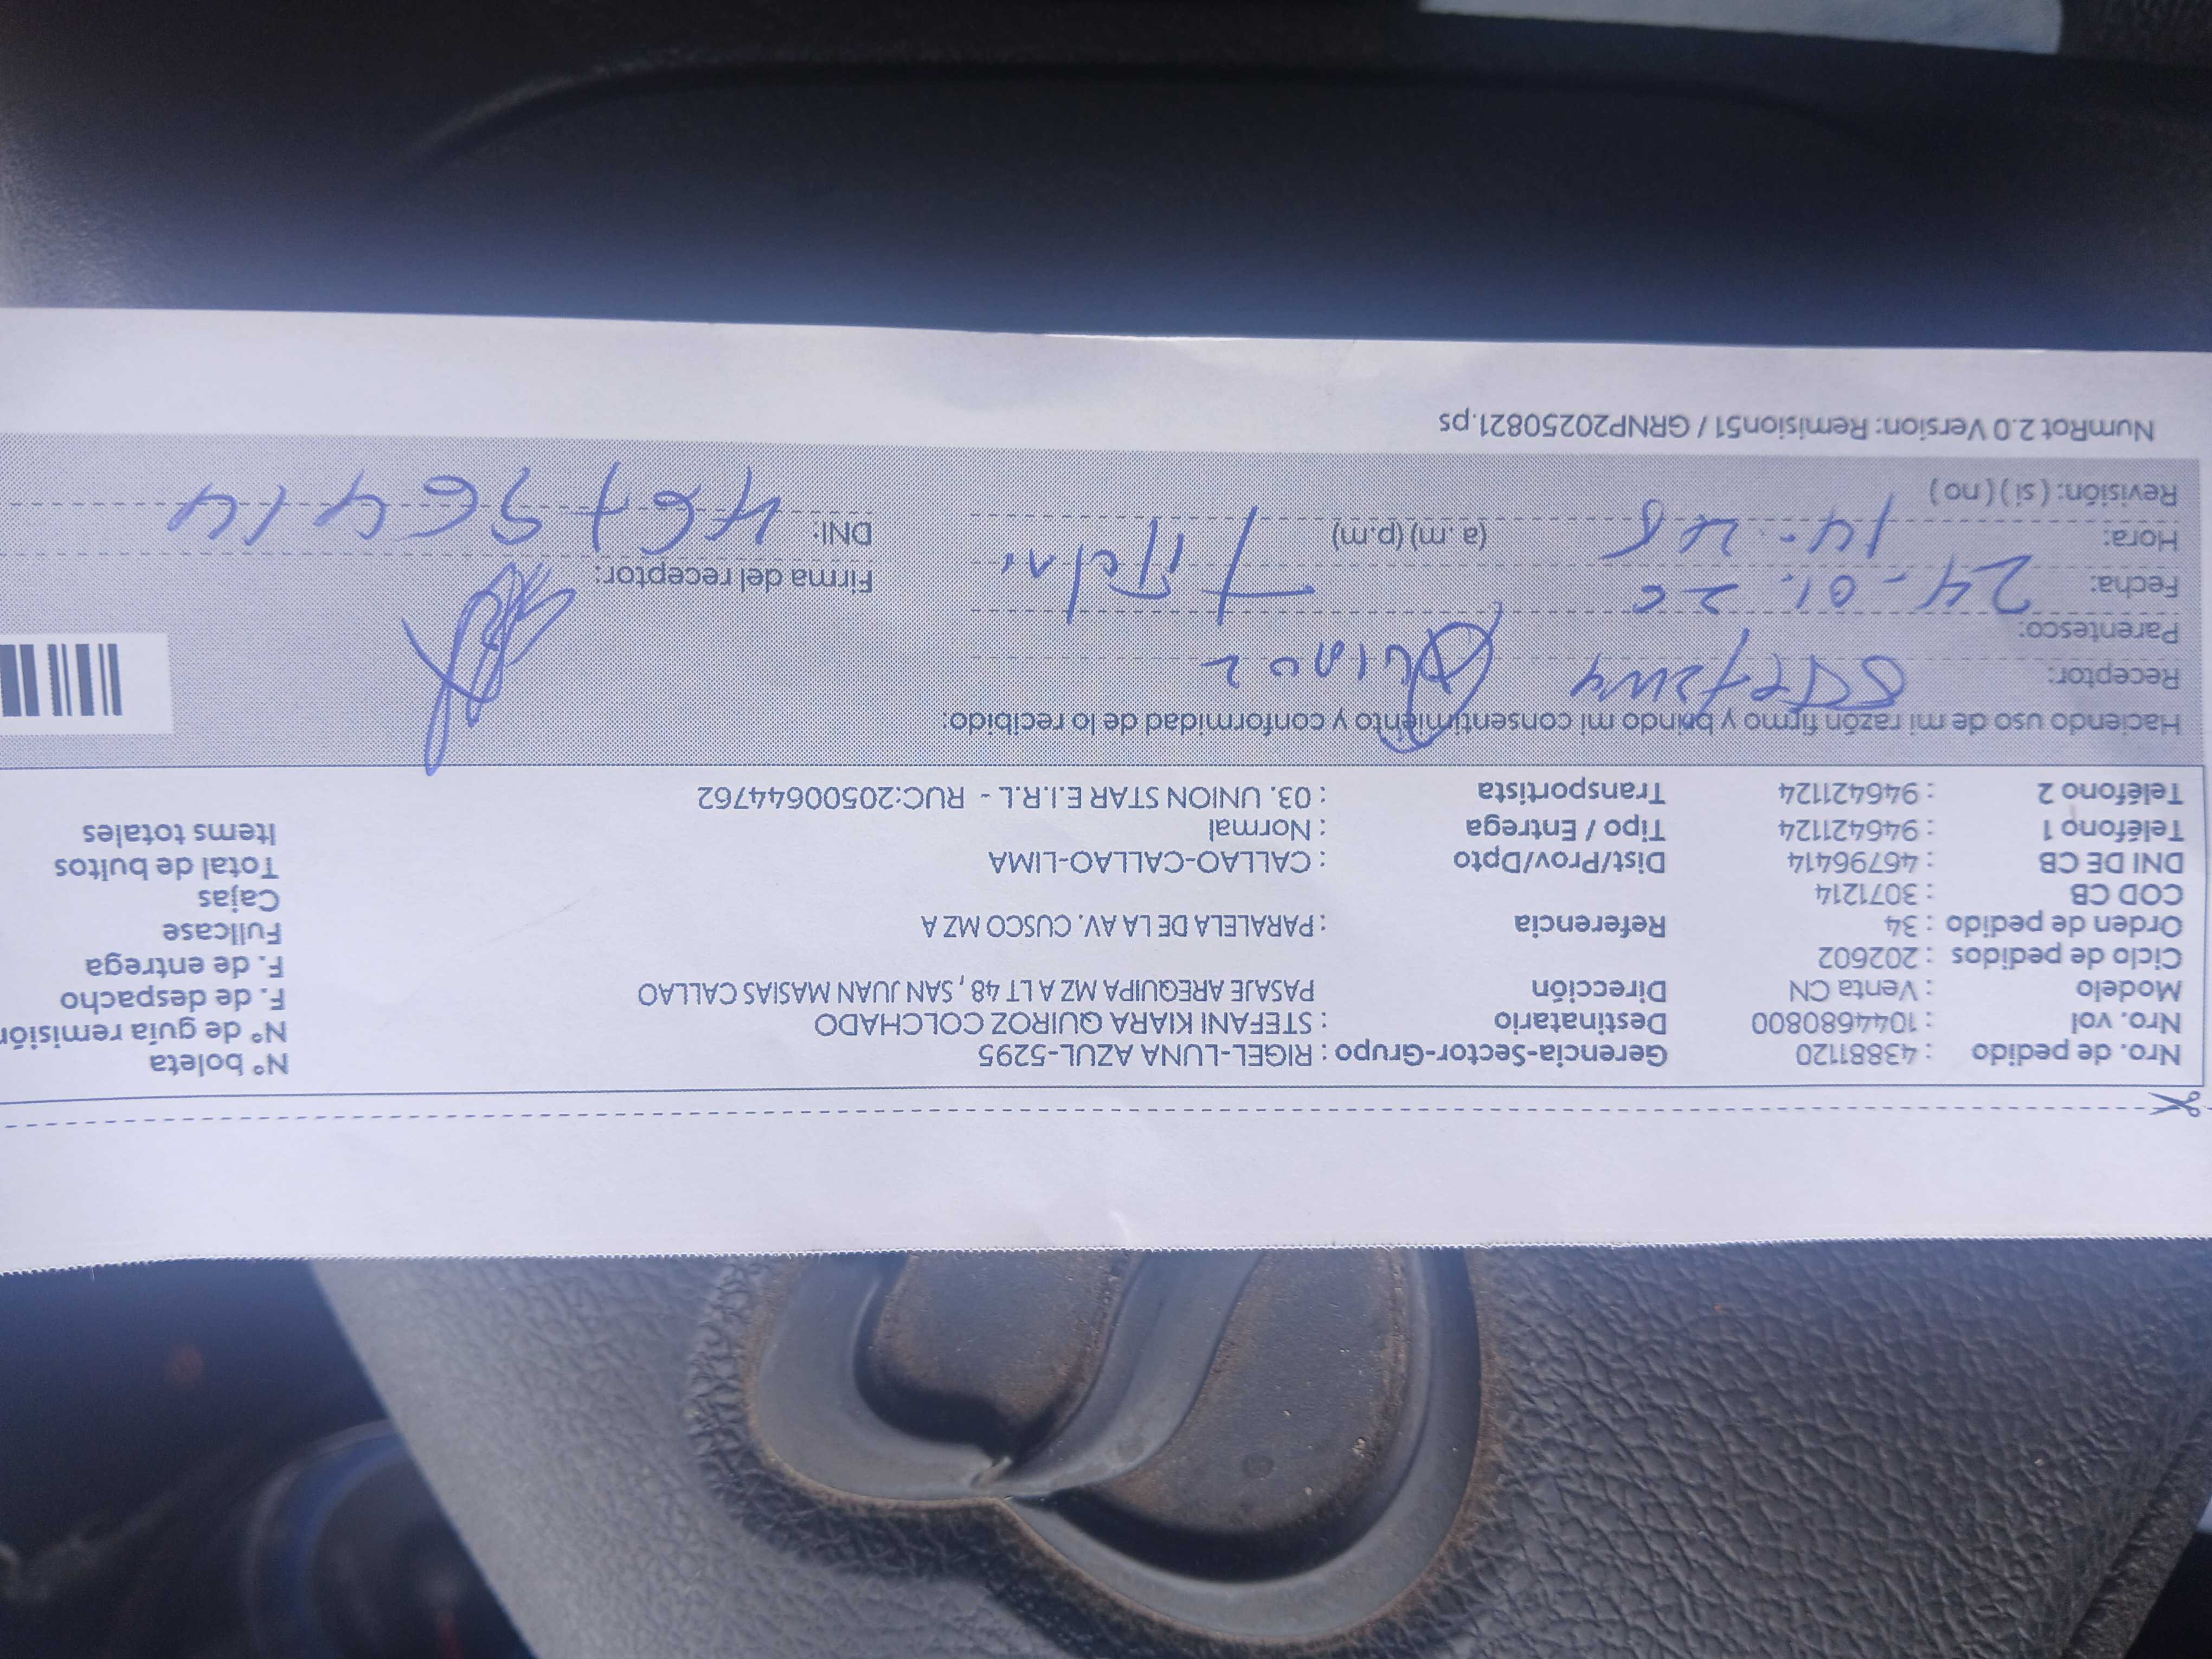 Nro. de pedido : 43881120 Gerencia-Sector-Grupo : RIGEL-LUNA AZUL-5295 N° boleta
Nro. vol : 1044680800 Destinatario : STEFANI KIARA QUIROZ COLCHADO N° de guía remisión
Modelo : Venta CN Dirección PASAJE AREQUIPA MZ A LT 48 , SAN JUAN MASIAS CALLAO F. de despacho
Ciclo de pedidos : 202602 F. de entrega
Orden de pedido : 34 Referencia : PARALELA DE LA AV. CUSCO MZ A Fullcase
COD CB : 3071214 Cajas
DNI DE CB : 46796414 Dist/Prov/Dpto : CALLAO-CALLAO-LIMA Total de bultos
Teléfono 1 : 946421124 Tipo / Entrega : Normal Items totales
Teléfono 2 : 946421124 Transportista : 03. UNION STAR E.I.R.L - RUC:20500644762
Haciendo uso de mi razón firmo y brindo mi consentimiento y conformidad de lo recibido:
Receptor: Quiroz
Parentesco: Titular
Fecha: 24-01-26 Firma del receptor:
Hora: 14:28 (a .m) (p.m) DNI: 46796414
Revisión: ( si ) ( no )
NumRot 2.0 Version: Remision51 / GRNP20250821.ps